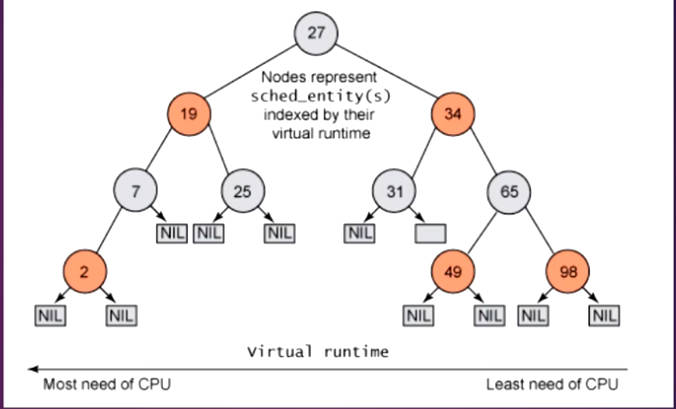 27
Nodes represent
sched_entity(s)
indexed by their
virtual runtime
19
34
7
25
31
65
NIL NIL NIL NIL
2
49
98
NIL NIL NIL NIL NIL NIL
Virtual runtime
Most need of CPU Least need of CPU